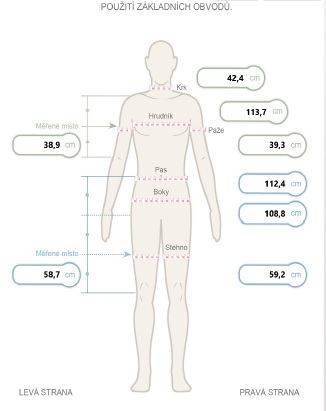 POUŽITÍ ZÁKLADNÍCH OBVODŮ.
Krk
42,4 cm
Hrudník
113,7 cm
Měřené místo
Paže
38,9 cm
39,3 cm
Pas
112,4 cm
Boky
108,8 cm
Stehno
Měřené místo
58,7 cm
59,2 cm
LEVÁ STRANA
PRAVÁ STRANA